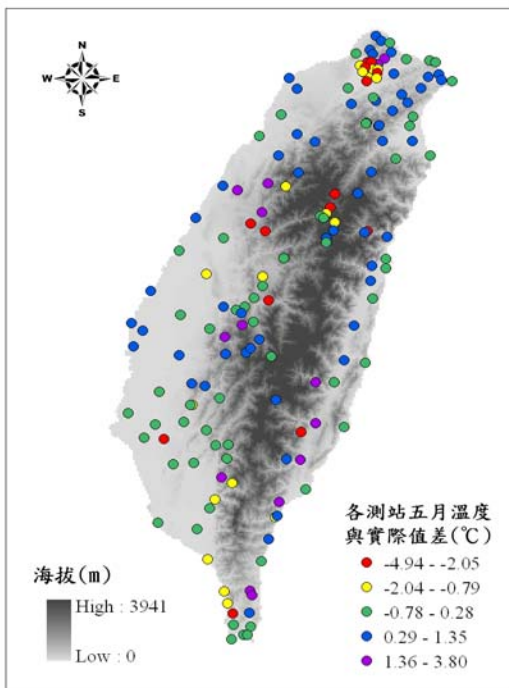 N
W E
S
各測站五月溫度
與實際值差(℃)
-4.94 - -2.05
-2.04 - -0.79
-0.78 - 0.28
0.29 - 1.35
1.36 - 3.80
海拔(m)
High : 3941
Low : 0